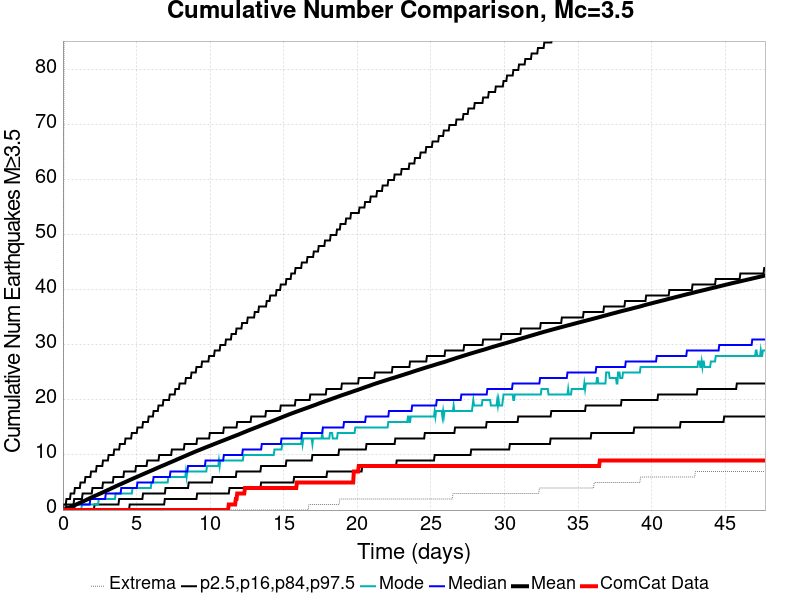 Cumulative Number Comparison, Mc=3.5
Cumulative Num Earthquakes M≥3.5
80
70
60
50
40
30
20
10
0
0 5 10 15 20 25 30 35 40 45
Time (days)
Extrema p2.5,p16,p84,p97.5 Mode Median Mean ComCat Data